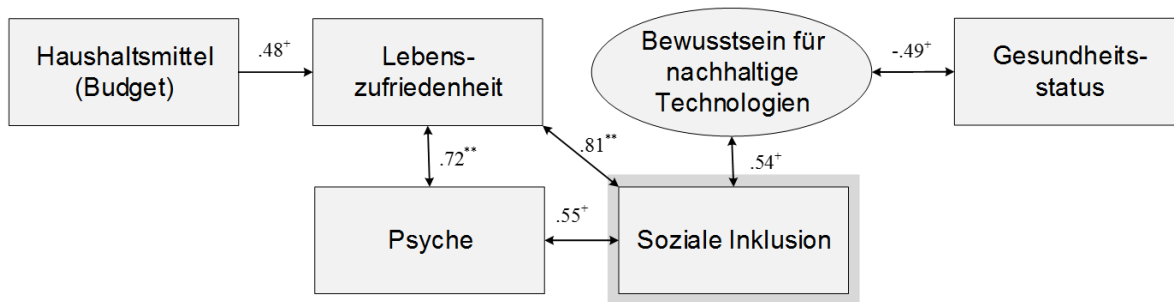 Haushaltsmittel
(Budget)
.48+
Lebens-
zufriedenheit
Bewusstsein für
nachhaltige
Technologien
-.49+
Gesundheits-
status
.72**
.81**
.54+
Psyche
.55+
Soziale Inklusion